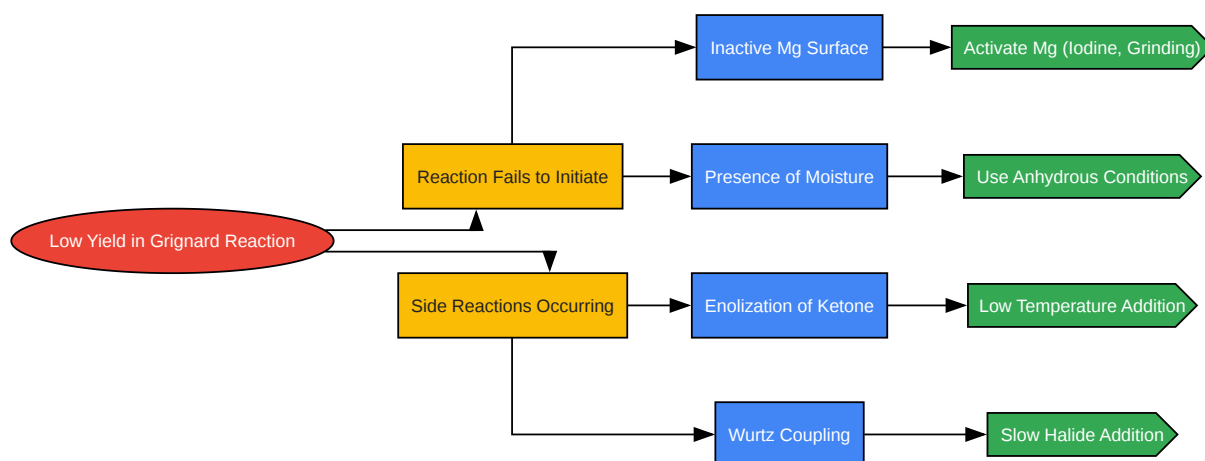 Inactive Mg Surface
Activate Mg (Iodine, Grinding)
Reaction Fails to Initiate
Presence of Moisture
Use Anhydrous Conditions
Low Yield in Grignard Reaction
Side Reactions Occurring
Enolization of Ketone
Low Temperature Addition
Wurtz Coupling
Slow Halide Addition